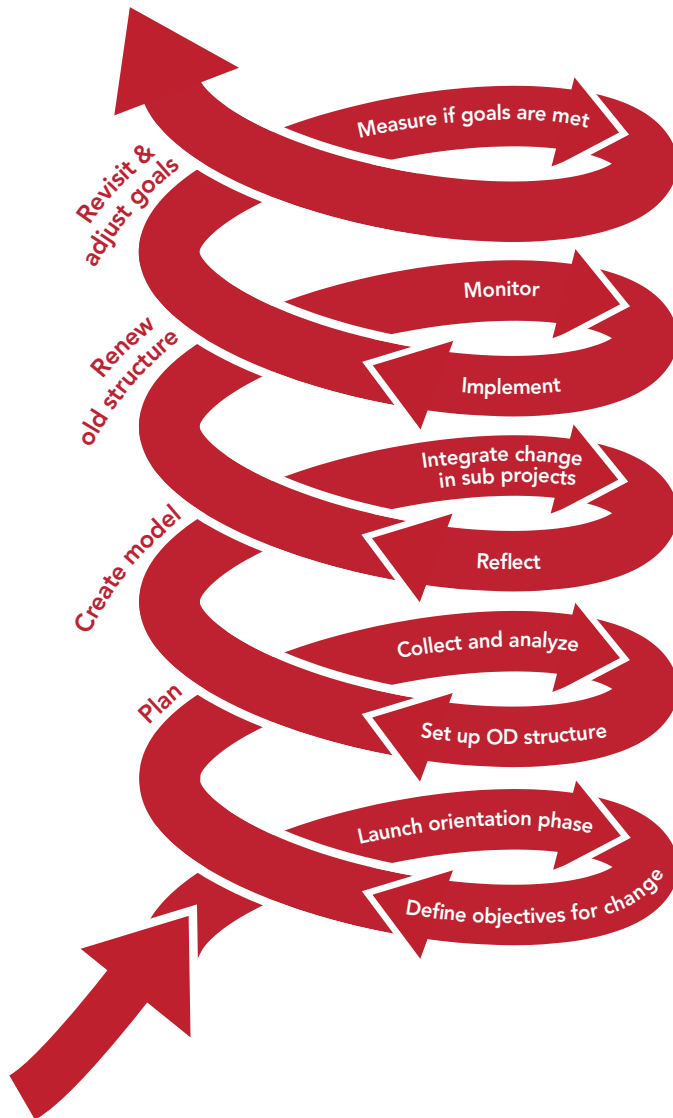 Measure if goals are met
Revisit &
adjust goals
Monitor
Implement
Renew
old structure
Integrate change
in sub projects
Reflect
Create model
Collect and analyze
Set up OD structure
Plan
Launch orientation phase
Define objectives for change